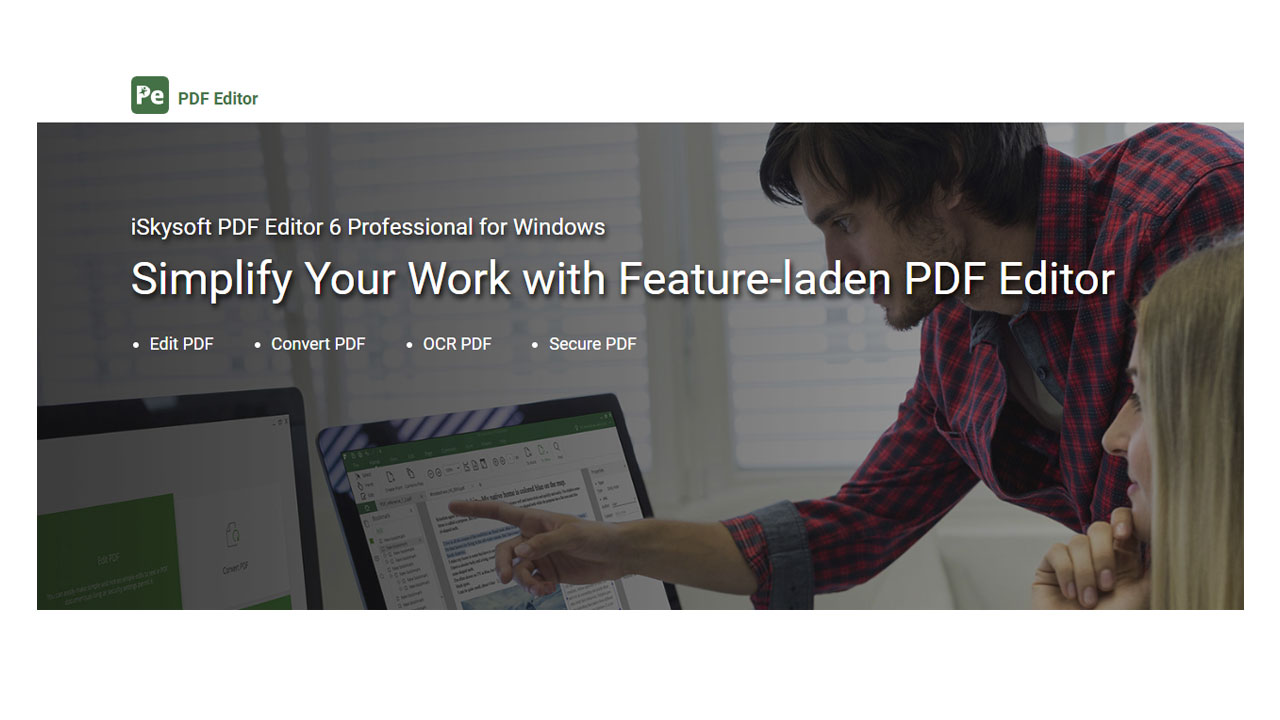 Pe PDF Editor
iSkysoft PDF Editor 6 Professional for Windows
Simplify Your Work with Feature-laden PDF Editor
• Edit PDF • Convert PDF • OCR PDF • Secure PDF
Edit PDF
Convert PDF